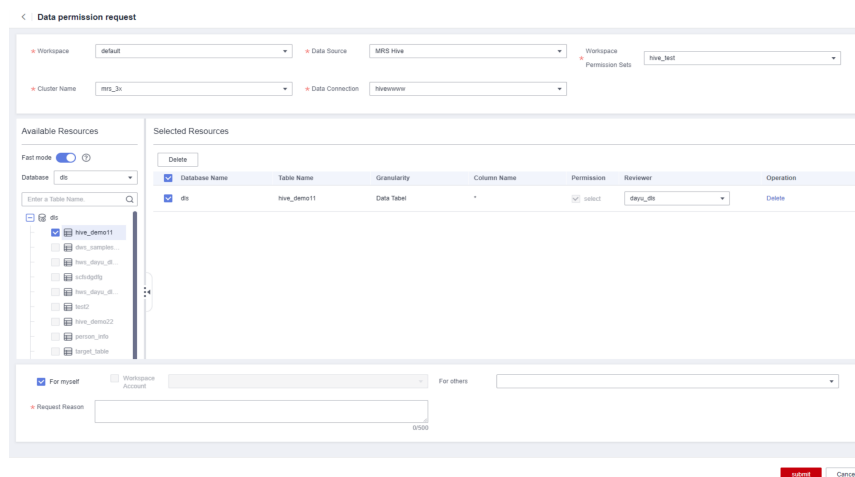 < Data permission request
* Workspace default * Data Source MRS Hive * Workspace Permission Sets hive_test
* Cluster Name mrs_3x * Data Connection hivewwww
Available Resources
Fast mode
Database dls
Enter a Table Name.
dls
hive_demo11
dws_samples...
hws_dayu_dl...
hws_dayu_dl...
test2
hive_demo22
person_info
target_table
Selected Resources
Delete
Database Name Table Name Granularity Column Name Permission Reviewer Operation
dls hive_demo11 Data Tabel * select dayu_dls Delete
For myself Workspace Account For others
* Request Reason
0/500
submit Cance